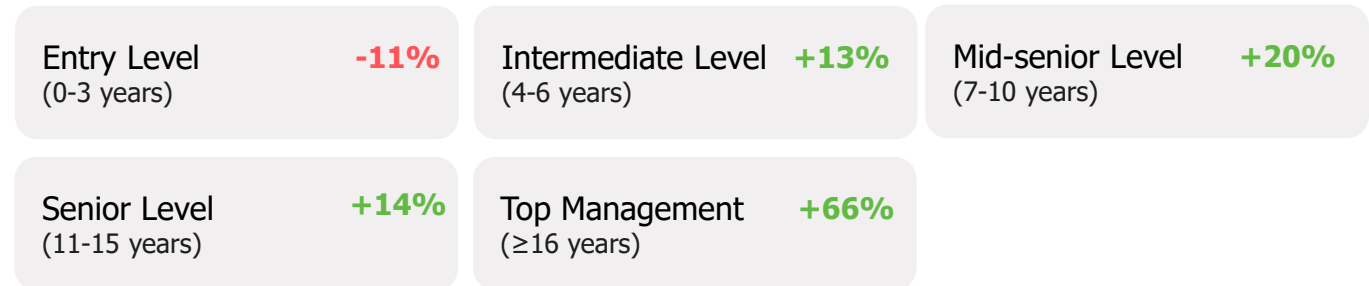 Entry Level -11%
(0-3 years)
Intermediate Level +13%
(4-6 years)
Mid-senior Level +20%
(7-10 years)
Senior Level +14%
(11-15 years)
Top Management +66%
(≥16 years)